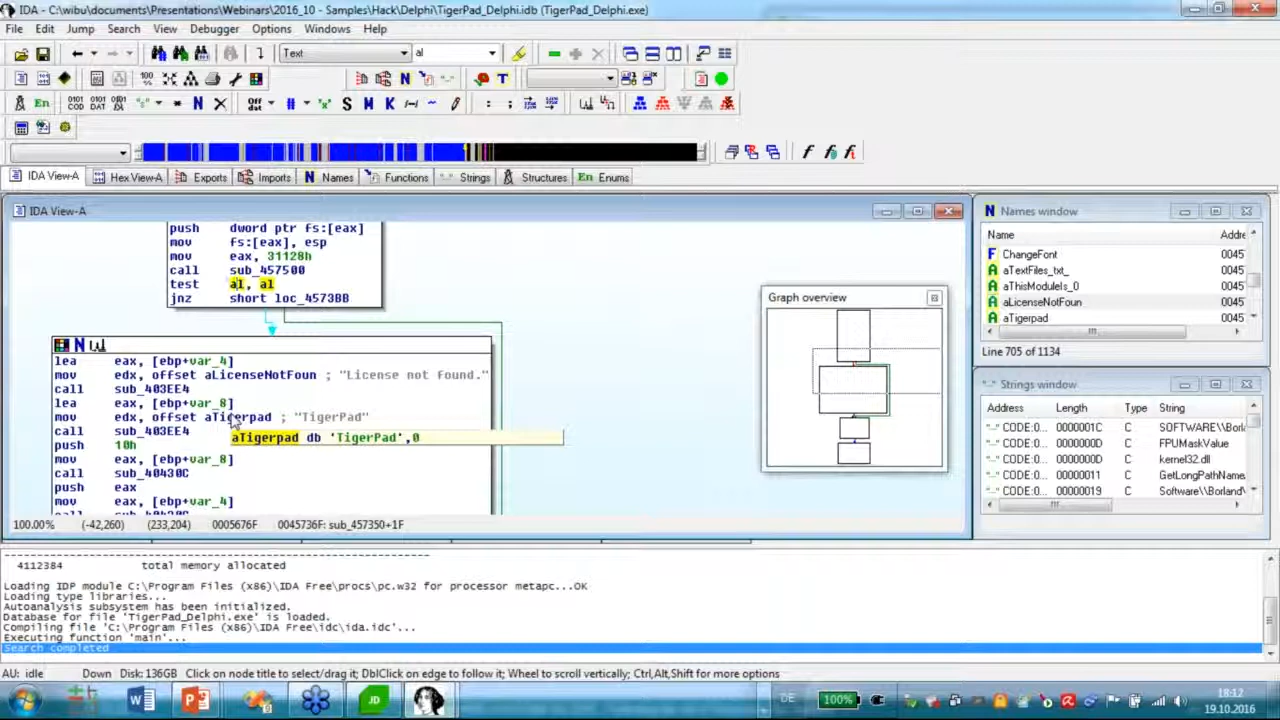 IDA - C:\wibu\documents\Presentations\Webinars\2016_10 - Samples\Hack\Delphi\TigerPad_Delphi.idb (TigerPad_Delphi.exe)
File Edit Jump Search View Debugger Options Windows Help
Text al
En
IDA View-A Hex View-A Exports Imports N Names Functions Strings Structures En Enums
IDA View-A
push dword ptr fs:[eax]
mov fs:[eax], esp
mov eax, 31128h
call sub_457500
test al, al
jnz short loc_4573BB
lea eax, [ebp+var_4]
mov edx, offset aLicenseNotFoun ; "License not found."
call sub_403EE4
lea eax, [ebp+var_8]
mov edx, offset aTigerpad ; "TigerPad"
call sub_403EE4
aTigerpad db 'TigerPad',0
push 10h
mov eax, [ebp+var_8]
call sub_40430C
push eax
mov eax, [ebp+var_4]
100.00% (-42,260) (233,204) 0005676F 0045736F: sub_457350+1F
Graph overview
N Names window
Name Addre
F ChangeFont 0045
A aTextFiles_txt_ 0045
A aThisModuleIs_0 0045
A aLicenseNotFoun 0045
A aTigerpad 0045
Line 705 of 1134
Strings window
Address Length Type String
CODE:0... 0000001C C SOFTWARE\\Borl
CODE:0... 0000000D C FPUMaskValue
CODE:0... 0000000D C kernel32.dll
CODE:0... 00000011 C GetLongPathName
CODE:0... 00000019 C Software\\Borland\
4112384 total memory allocated
Loading IDP module C:\Program Files (x86)\IDA Free\procs\pc.w32 for processor metapc...OK
Loading type libraries...
Autoanalysis subsystem has been initialized.
Database for file 'TigerPad_Delphi.exe' is loaded.
Compiling file 'C:\Program Files (x86)\IDA Free\idc\ida.idc'...
Executing function 'main'...
Search completed
AU: idle Down Disk: 136GB Click on node title to select/drag it; DblClick on edge to follow it; Wheel to scroll vertically; Ctrl,Alt,Shift for more options
DE 100% 18:12
19.10.2016